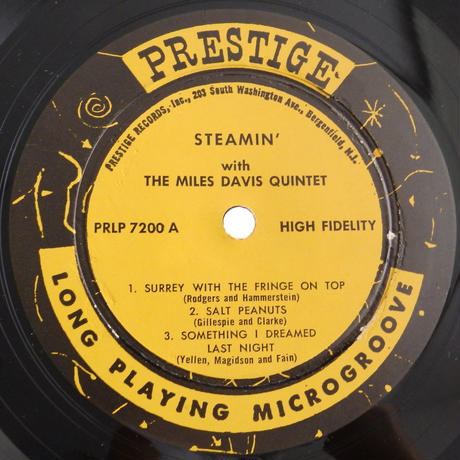 PRESTIGE
PRESTIGE RECORDS, Inc., 203 South Washington Ave., Bergenfield, N.J.
STEAMIN'
with
THE MILES DAVIS QUINTET
PRLP 7200 A
HIGH FIDELITY
1. SURREY WITH THE FRINGE ON TOP
(Rodgers and Hammerstein)
2. SALT PEANUTS
(Gillespie and Clarke)
3. SOMETHING I DREAMED
LAST NIGHT
(Yellen, Magidson and Fain)
LONG PLAYING MICROGROOVE